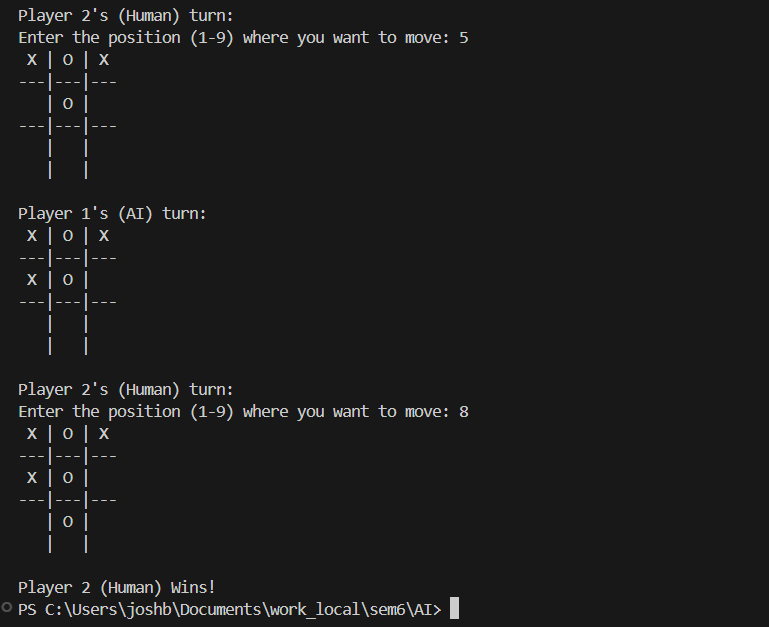 Player 2's (Human) turn:
Enter the position (1-9) where you want to move: 5
 X | O | X
---|---|---
   | O |
---|---|---
   |   |
   |   |

Player 1's (AI) turn:
 X | O | X
---|---|---
 X | O |
---|---|---
   |   |
   |   |

Player 2's (Human) turn:
Enter the position (1-9) where you want to move: 8
 X | O | X
---|---|---
 X | O |
---|---|---
   | O |
   |   |

Player 2 (Human) Wins!
PS C:\Users\joshb\Documents\work_local\sem6\AI>